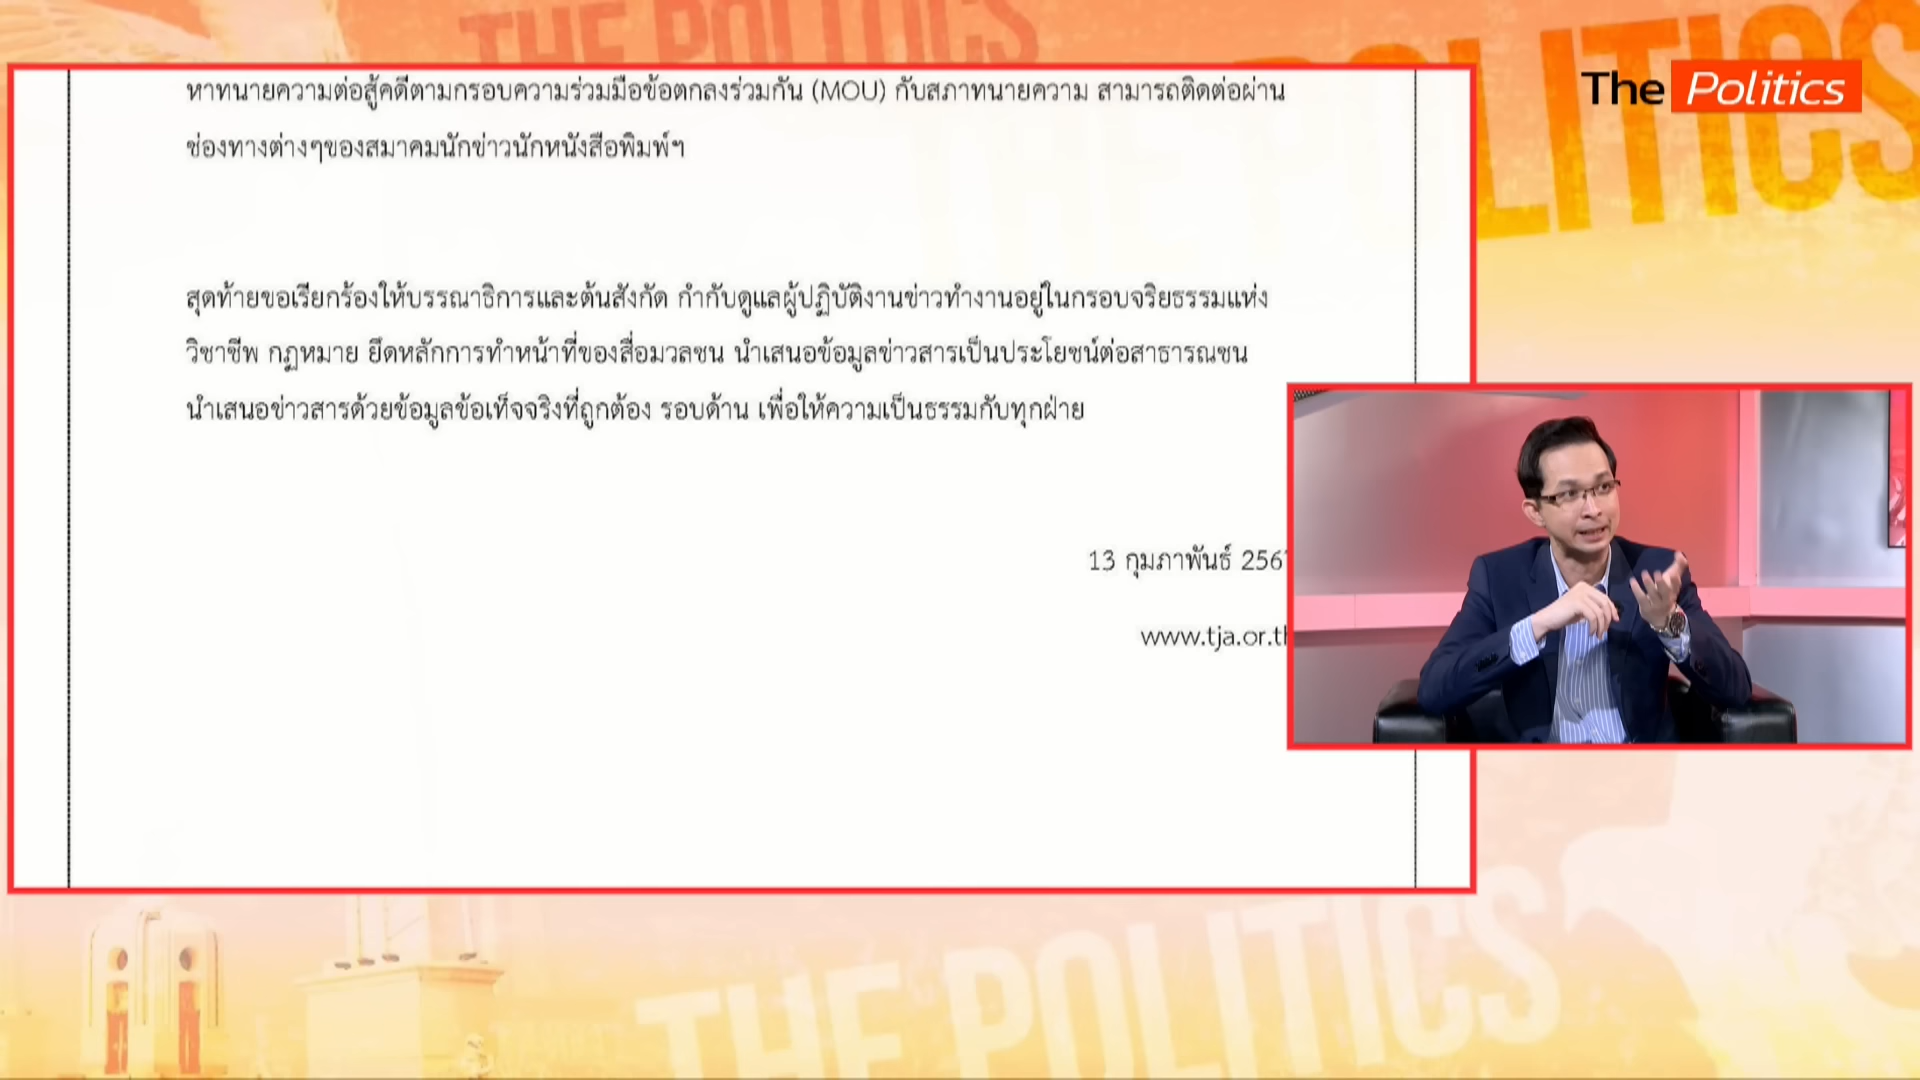 THE POLITICS
POLITICS
The Politics
หาทนายความต่อสู้คดีตามกรอบความร่วมมือข้อตกลงร่วมกัน (MOU) กับสภาทนายความ สามารถติดต่อผ่าน
ช่องทางต่างๆของสมาคมนักข่าวนักหนังสือพิมพ์ฯ
สุดท้ายขอเรียกร้องให้บรรณาธิการและต้นสังกัด กำกับดูแลผู้ปฏิบัติงานข่าวทำงานอยู่ในกรอบจริยธรรมแห่ง
วิชาชีพ กฎหมาย ยึดหลักการทำหน้าที่ของสื่อมวลชน นำเสนอข้อมูลข่าวสารเป็นประโยชน์ต่อสาธารณชน
นำเสนอข่าวสารด้วยข้อมูลข้อเท็จจริงที่ถูกต้อง รอบด้าน เพื่อให้ความเป็นธรรมกับทุกฝ่าย
13 กุมภาพันธ์ 256
www.tja.or.t
THE POLITICS